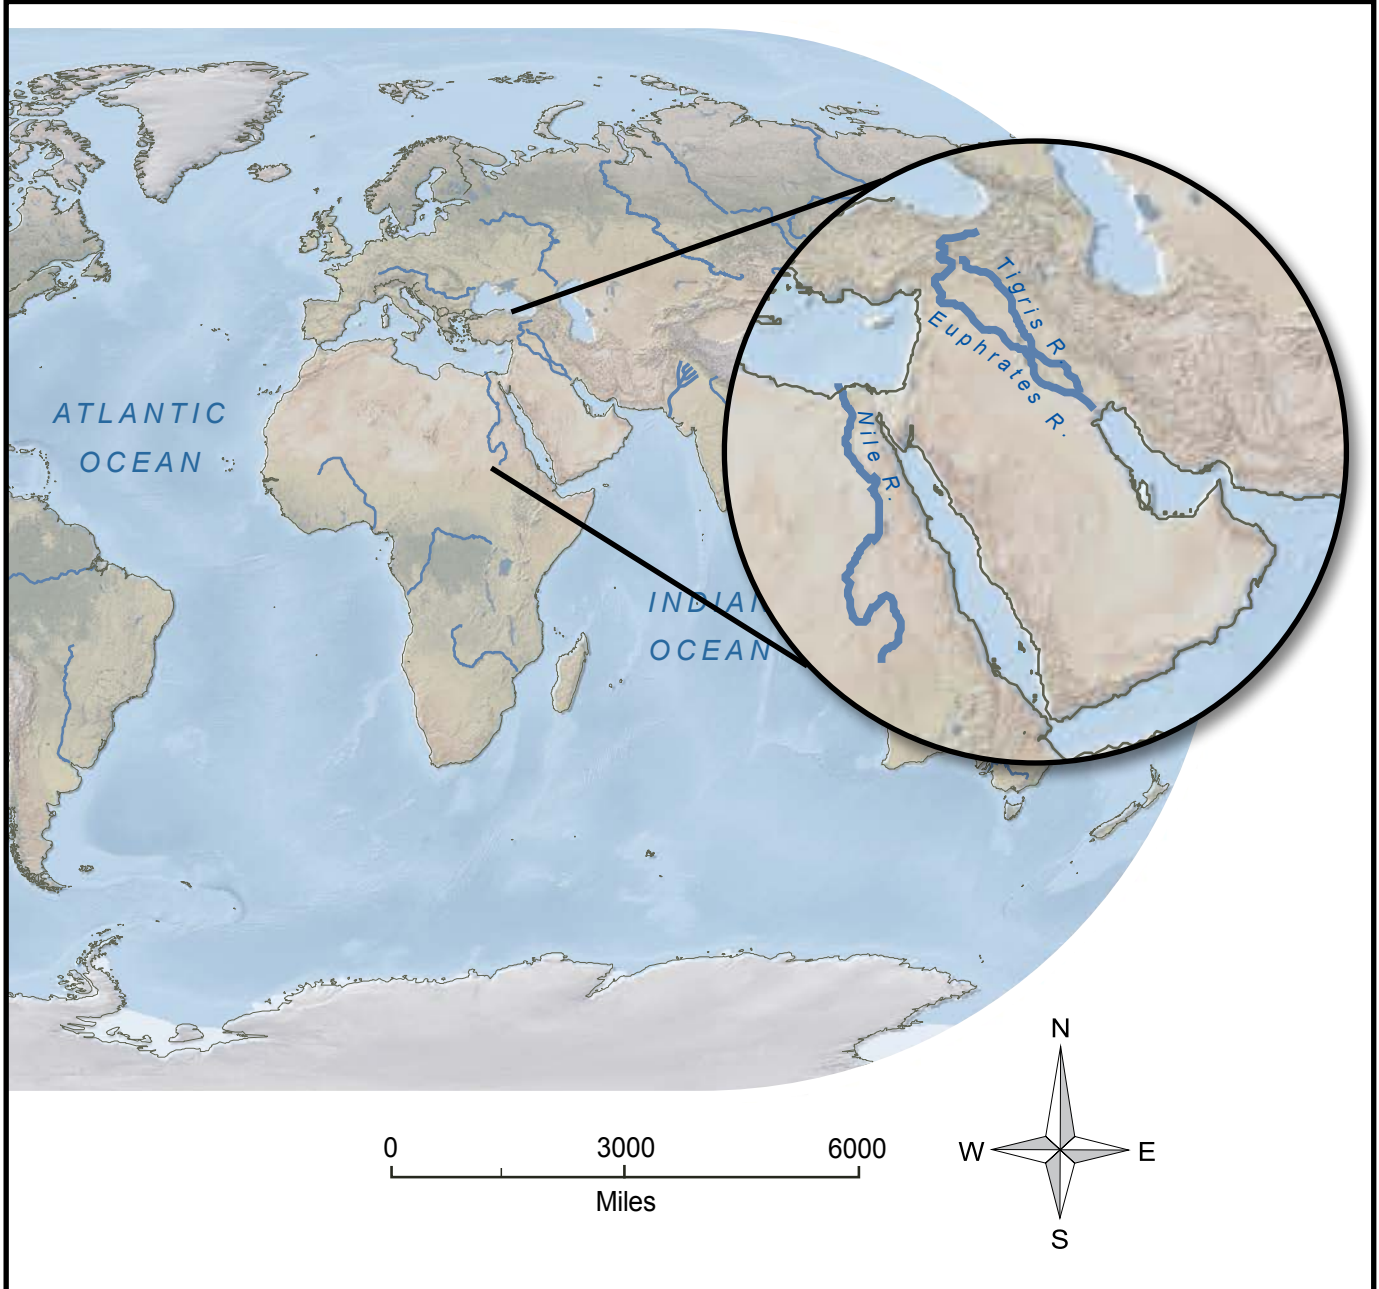 Tigris R.
Euphrates R.
Nile R.
ATLANTIC
OCEAN
INDIAN
OCEAN
N
W
E
S
0
3000
6000
Miles